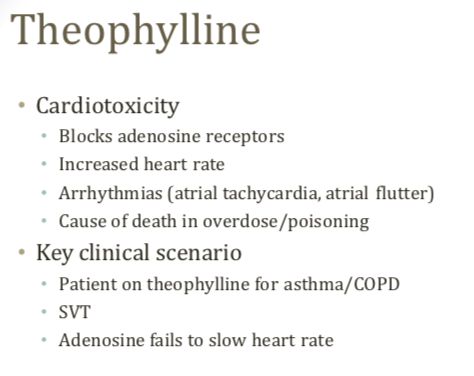 Theophylline
• Cardiotoxicity
• Blocks adenosine receptors
• Increased heart rate
• Arrhythmias (atrial tachycardia, atrial flutter)
• Cause of death in overdose/poisoning
• Key clinical scenario
• Patient on theophylline for asthma/COPD
• SVT
• Adenosine fails to slow heart rate